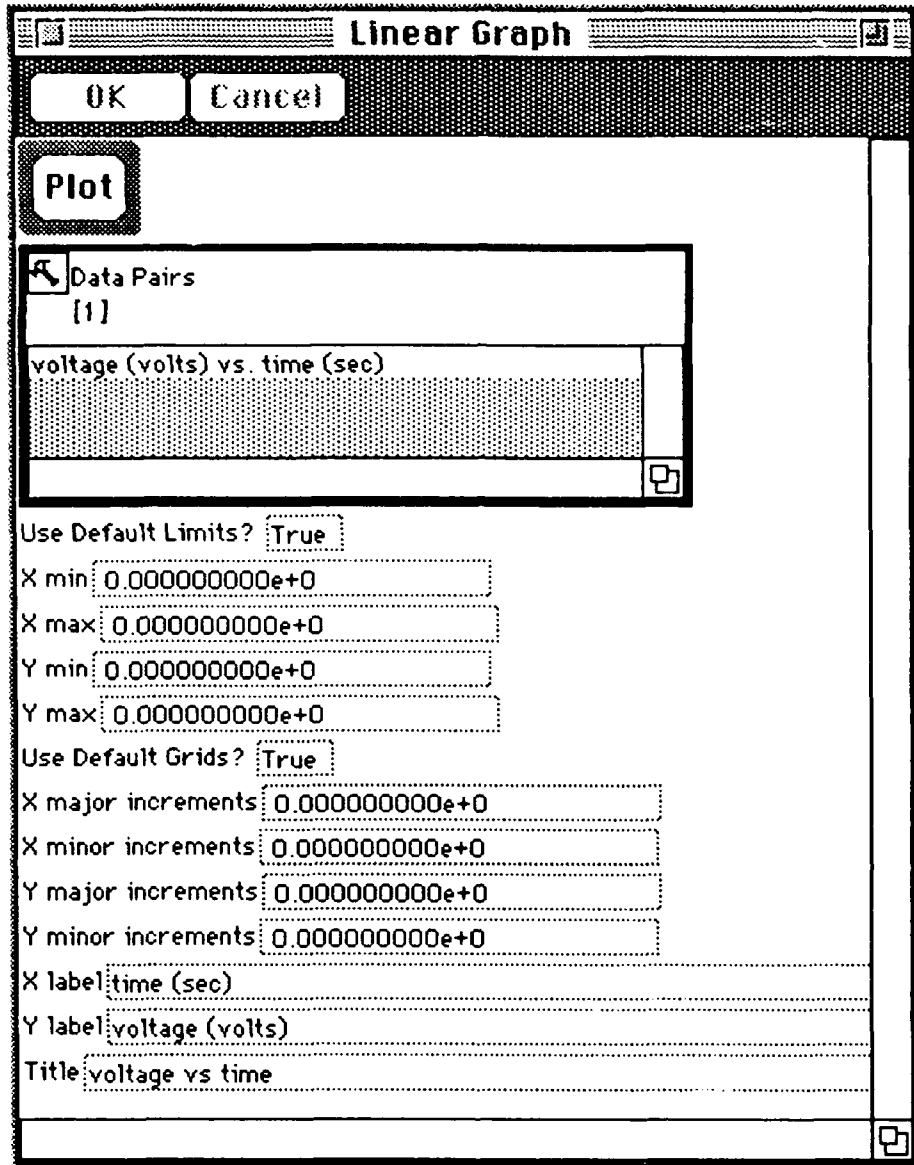 Linear Graph
OK Cancel
Plot
Data Pairs
[1]
voltage (volts) vs. time (sec)
Use Default Limits? True
X min 0.000000000e+0
X max 0.000000000e+0
Y min 0.000000000e+0
Y max 0.000000000e+0
Use Default Grids? True
X major increments 0.000000000e+0
X minor increments 0.000000000e+0
Y major increments 0.000000000e+0
Y minor increments 0.000000000e+0
X label time (sec)
Y label voltage (volts)
Title voltage vs time